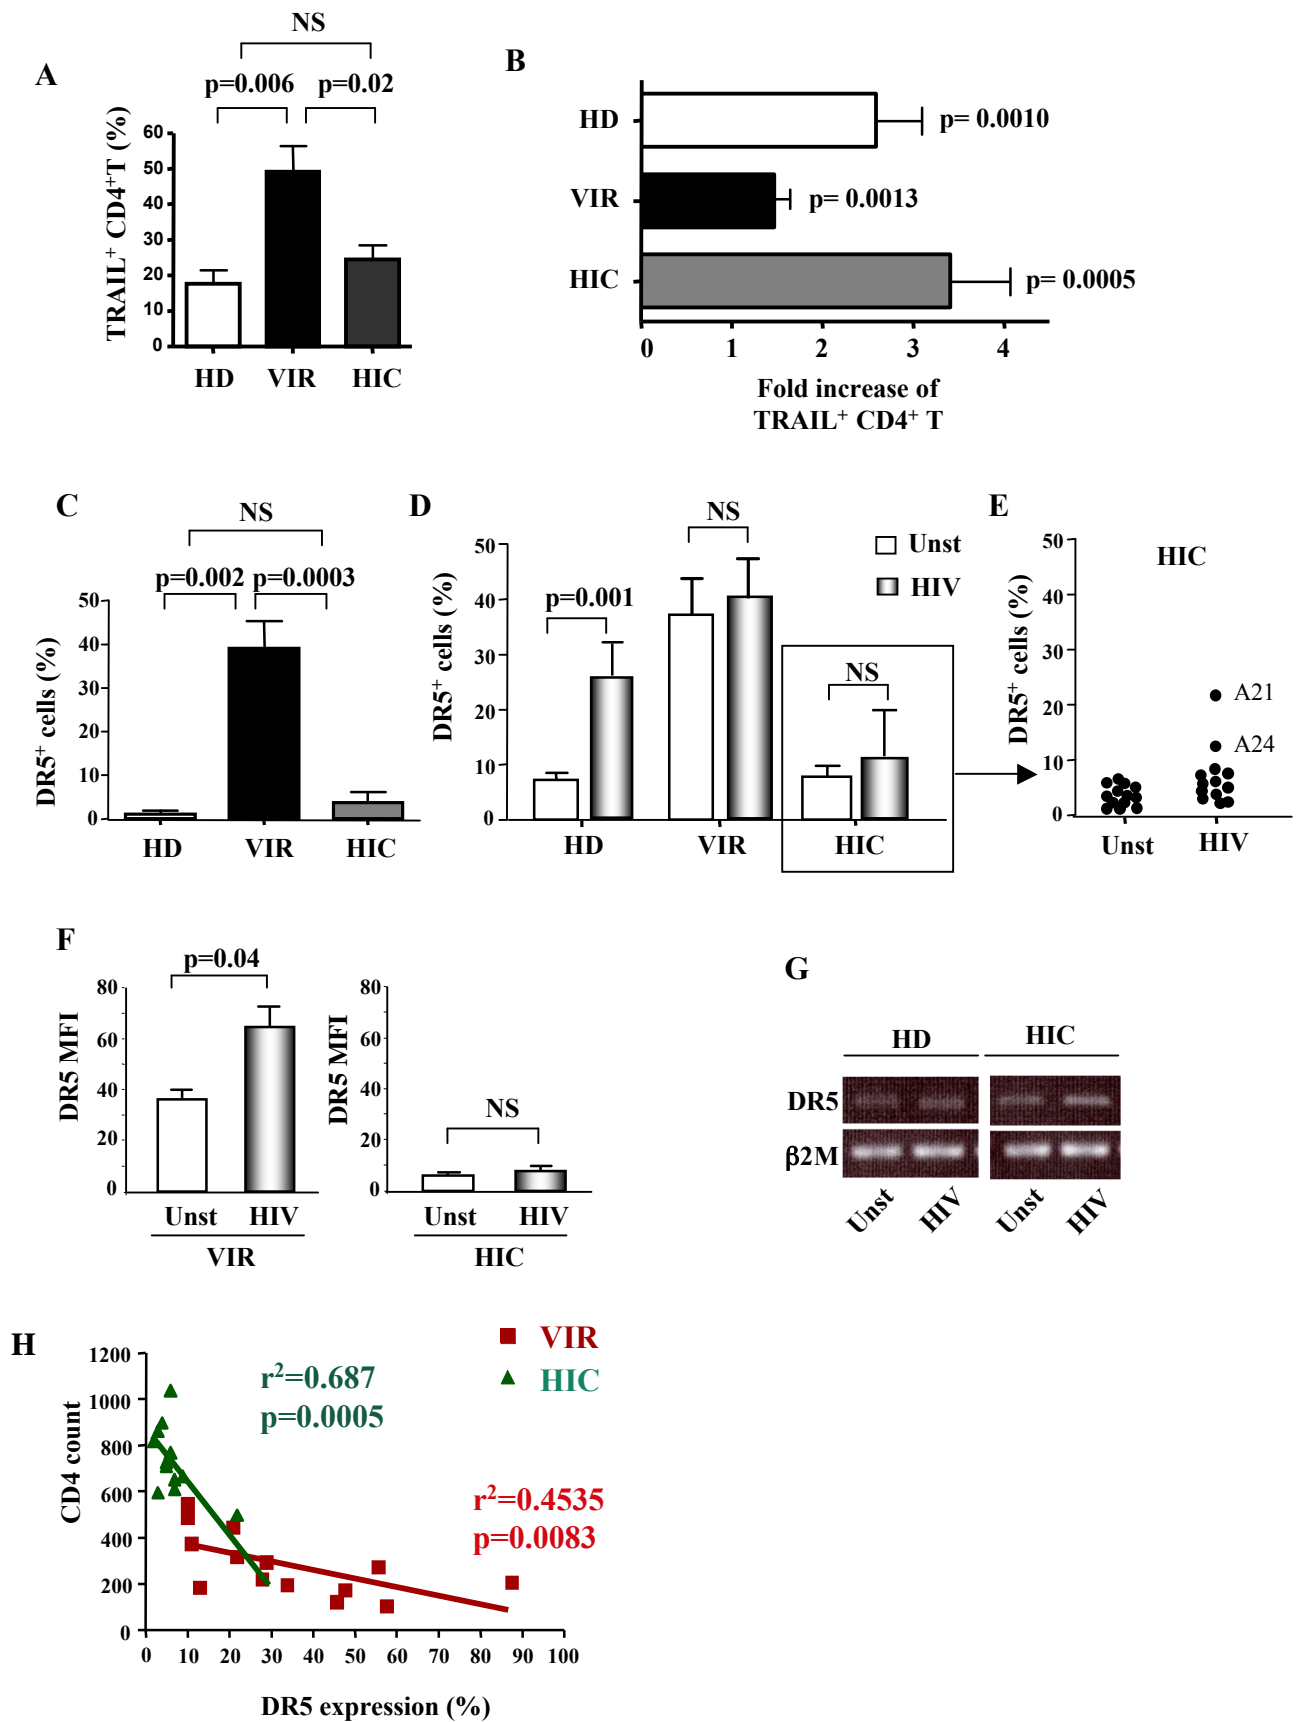 A
NS
p=0.006 p=0.02
TRAIL+ CD4+T (%)
60
50
40
30
20
10
0
HD VIR HIC
B
HD
VIR
HIC
p= 0.0010
p= 0.0013
p= 0.0005
0 1 2 3 4
Fold increase of
TRAIL+ CD4+ T
C
NS
p=0.002 p=0.0003
DR5+ cells (%)
50
40
30
20
10
0
HD VIR HIC
D
NS
p=0.001
NS
Unst
HIV
DR5+ cells (%)
50
40
30
20
10
0
HD VIR HIC
E
HIC
DR5+ cells (%)
50
40
30
20
10
0
A21
A24
Unst HIV
F
p=0.04
DR5 MFI
80
60
40
20
0
Unst HIV
VIR
DR5 MFI
80
60
40
20
0
NS
Unst HIV
HIC
G
HD HIC
DR5
β2M
Unst HIV Unst HIV
H
VIR
HIC
r2=0.687
p=0.0005
r2=0.4535
p=0.0083
CD4 count
1200
1000
800
600
400
200
0
0 10 20 30 40 50 60 70 80 90 100
DR5 expression (%)